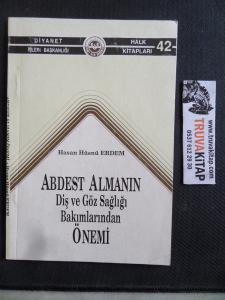 DİYANET
İŞLERİ BAŞKANLIĞI
HALK
KİTAPLARI
42
Hasan Hüsnü ERDEM
ABDEST ALMANIN
Diş ve Göz Sağlığı
Bakımlarından
ÖNEMİ
TRUVAKİTAP
0537 612 29 30